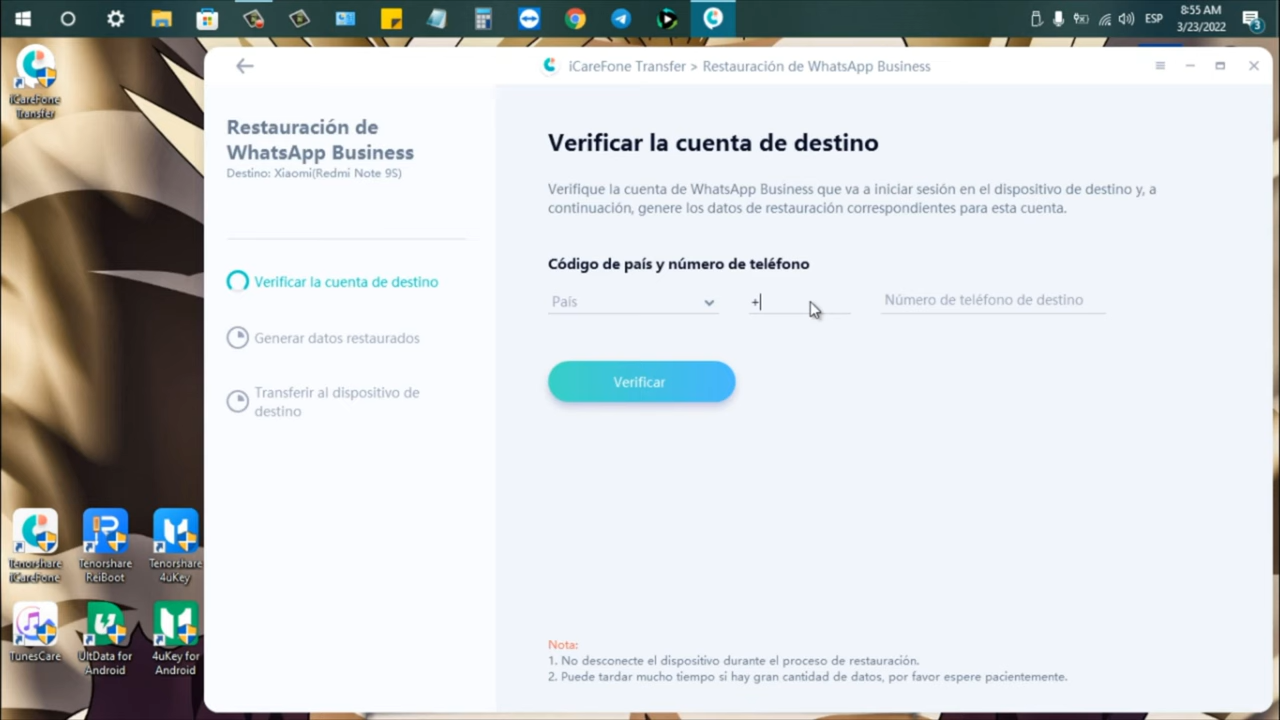 ESP
8:55 AM
3/23/2022
3
iCareFone
Transfer
iCareFone Transfer > Restauración de WhatsApp Business
Restauración de
WhatsApp Business
Destino: Xiaomi(Redmi Note 9S)
Verificar la cuenta de destino
Generar datos restaurados
Transferir al dispositivo de
destino
Verificar la cuenta de destino
Verifique la cuenta de WhatsApp Business que va a iniciar sesión en el dispositivo de destino y, a
continuación, genere los datos de restauración correspondientes para esta cuenta.
Código de país y número de teléfono
País
+
Número de teléfono de destino
Verificar
Tenorshare
iCareFone
Tenorshare
ReiBoot
Tenorshare
4uKey
TunesCare
UltData for
Android
4uKey for
Android
Nota:
1. No desconecte el dispositivo durante el proceso de restauración.
2. Puede tardar mucho tiempo si hay gran cantidad de datos, por favor espere pacientemente.